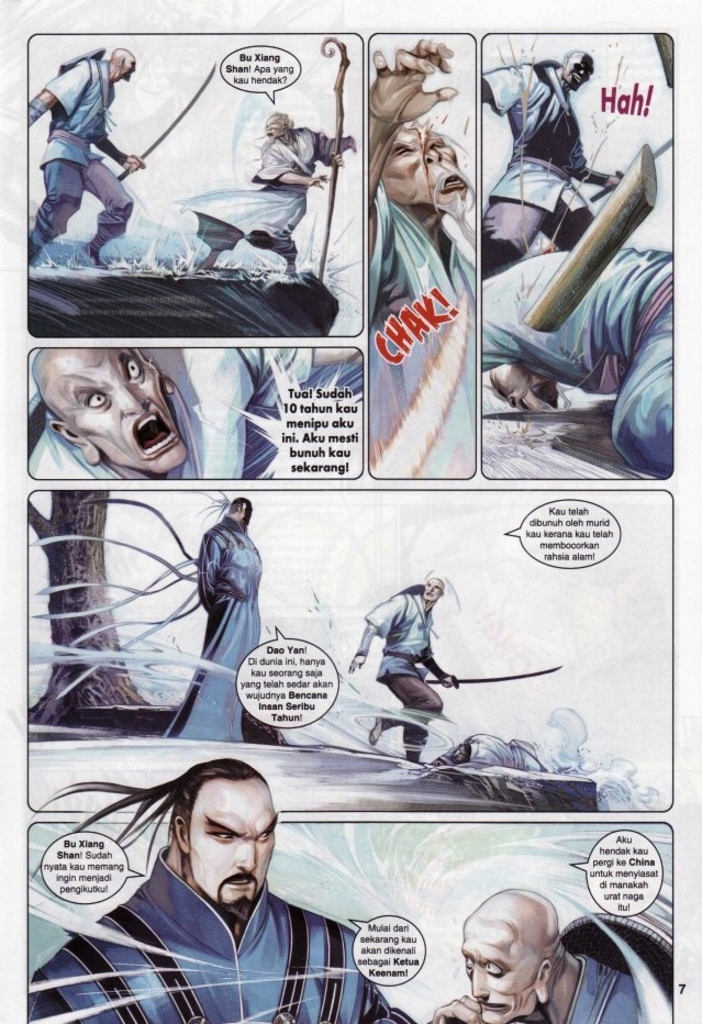 Bu Xiang
Shan! Apa yang
kau hendak?
CHAK!
Hah!
Tua! Sudah
10 tahun kau
menipu aku
ini. Aku mesti
bunuh kau
sekarang!
Kau telah
dibunuh oleh murid
kau kerana kau telah
membocorkan
rahsia alam!
Dao Yan!
Di dunia ini, hanya
kau seorang saja
yang telah sedar akan
wujudnya Bencana
Insan Seribu
Tahun!
Bu Xiang
Shan! Sudah
nyata kau memang
ingin menjadi
pengikutku!
Mulai dari
sekarang kau
akan dikenali
sebagai Ketua
Keenam!
Aku
hendak kau
pergi ke China
untuk menyiasat
di manakah
urat naga
itu!
7